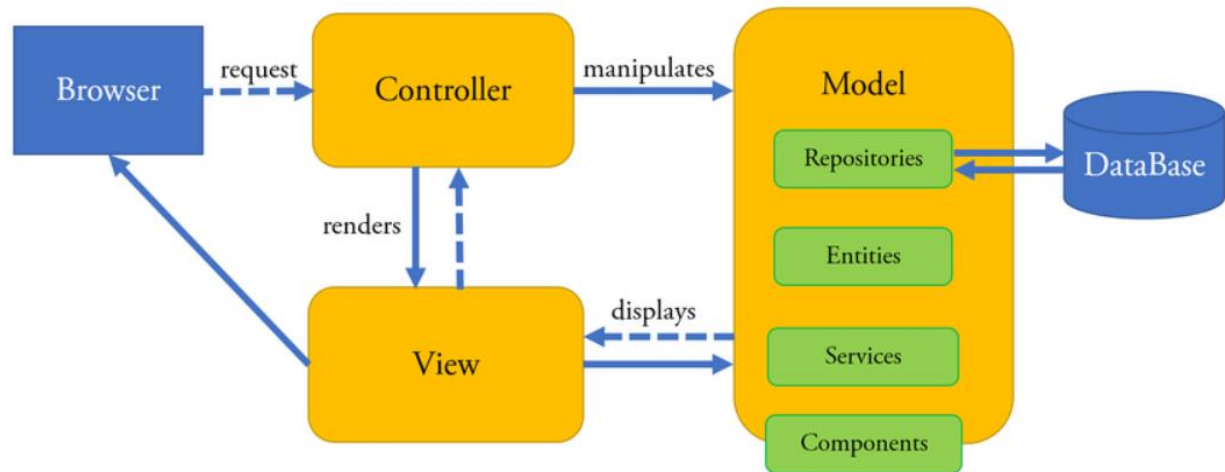 Browser
request
Controller
manipulates
Model
Repositories
DataBase
renders
Entities
displays
View
Services
Components